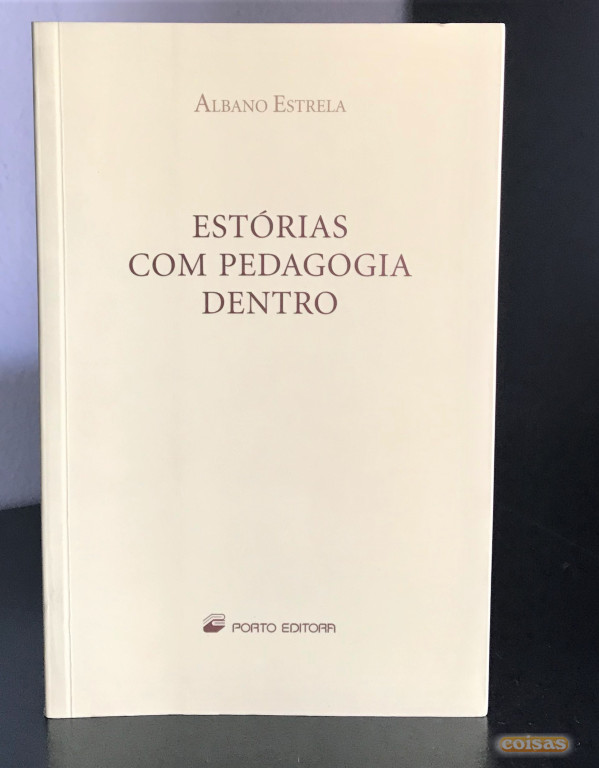 ALBANO ESTRELA
ESTÓRIAS
COM PEDAGOGIA
DENTRO
PORTO EDITORA
coisas